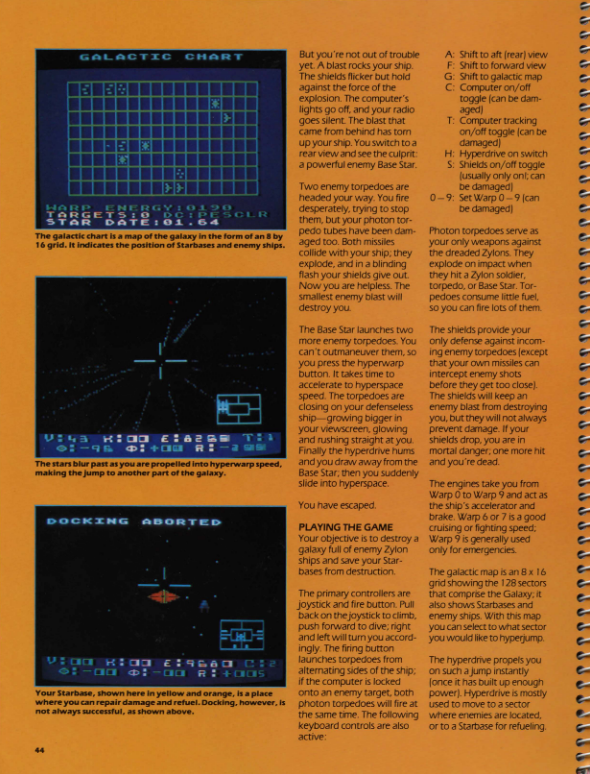 GALACTIC CHART
WARP ENERGY:0190
TARGETS:0 DC:PESCLR
STAR DATE:01.64
The galactic chart is a map of the galaxy in the form of an 8 by
16 grid. It indicates the position of Starbases and enemy ships.
V:43 K:00 E:8268 T:1
The stars blur past as you are propelled into hyperwarp speed,
making the jump to another part of the galaxy.
DOCKING ABORTED
V:00 K:00 E:9680 C:2
Θ:-00 Φ:-00 R:+005
Your Starbase, shown here in yellow and orange, is a place
where you can repair damage and refuel. Docking, however, is
not always successful, as shown above.
44
But you're not out of trouble
yet. A blast rocks your ship.
The shields flicker but hold
against the force of the
explosion. The computer's
lights go off, and your radio
goes silent. The blast that
came from behind has torn
up your ship. You switch to a
rear view and see the culprit:
a powerful enemy Base Star.
Two enemy torpedoes are
headed your way. You fire
desperately, trying to stop
them, but your photon tor-
pedo tubes have been dam-
aged too. Both missiles
collide with your ship; they
explode, and in a blinding
flash your shields give out.
Now you are helpless. The
smallest enemy blast will
destroy you.
The Base Star launches two
more enemy torpedoes. You
can't outmaneuver them, so
you press the hyperwarp
button. It takes time to
accelerate to hyperspace
speed. The torpedoes are
closing on your defenseless
ship—growing bigger in
your viewscreen, glowing
and rushing straight at you.
Finally the hyperdrive hums
and you draw away from the
Base Star; then you suddenly
slide into hyperspace.
You have escaped.
PLAYING THE GAME
Your objective is to destroy a
galaxy full of enemy Zylon
ships and save your Star-
bases from destruction.
The primary controllers are
joystick and fire button. Pull
back on the joystick to climb,
push forward to dive; right
and left will turn you accord-
ingly. The firing button
launches torpedoes from
alternating sides of the ship;
if the computer is locked
onto an enemy target, both
photon torpedoes will fire at
the same time. The following
keyboard controls are also
active:
A: Shift to aft (rear) view
F: Shift to forward view
G: Shift to galactic map
C: Computer on/off
toggle (can be dam-
aged)
T: Computer tracking
on/off toggle (can be
damaged)
H: Hyperdrive on switch
S: Shields on/off toggle
(usually only on!; can
be damaged)
0 – 9: Set Warp 0 – 9 (can
be damaged)
Photon torpedoes serve as
your only weapons against
the dreaded Zylons. They
explode on impact when
they hit a Zylon soldier,
torpedo, or Base Star. Tor-
pedoes consume little fuel,
so you can fire lots of them.
The shields provide your
only defense against incom-
ing enemy torpedoes (except
that your own missiles can
intercept enemy shots
before they get too close).
The shields will keep an
enemy blast from destroying
you, but they will not always
prevent damage. If your
shields drop, you are in
mortal danger; one more hit
and you're dead.
The engines take you from
Warp 0 to Warp 9 and act as
the ship's accelerator and
brake. Warp 6 or 7 is a good
cruising or fighting speed;
Warp 9 is generally used
only for emergencies.
The galactic map is an 8 x 16
grid showing the 128 sectors
that comprise the Galaxy; it
also shows Starbases and
enemy ships. With this map
you can select to what sector
you would like to hyperjump.
The hyperdrive propels you
on such a jump instantly
(once it has built up enough
power). Hyperdrive is mostly
used to move to a sector
where enemies are located,
or to a Starbase for refueling.